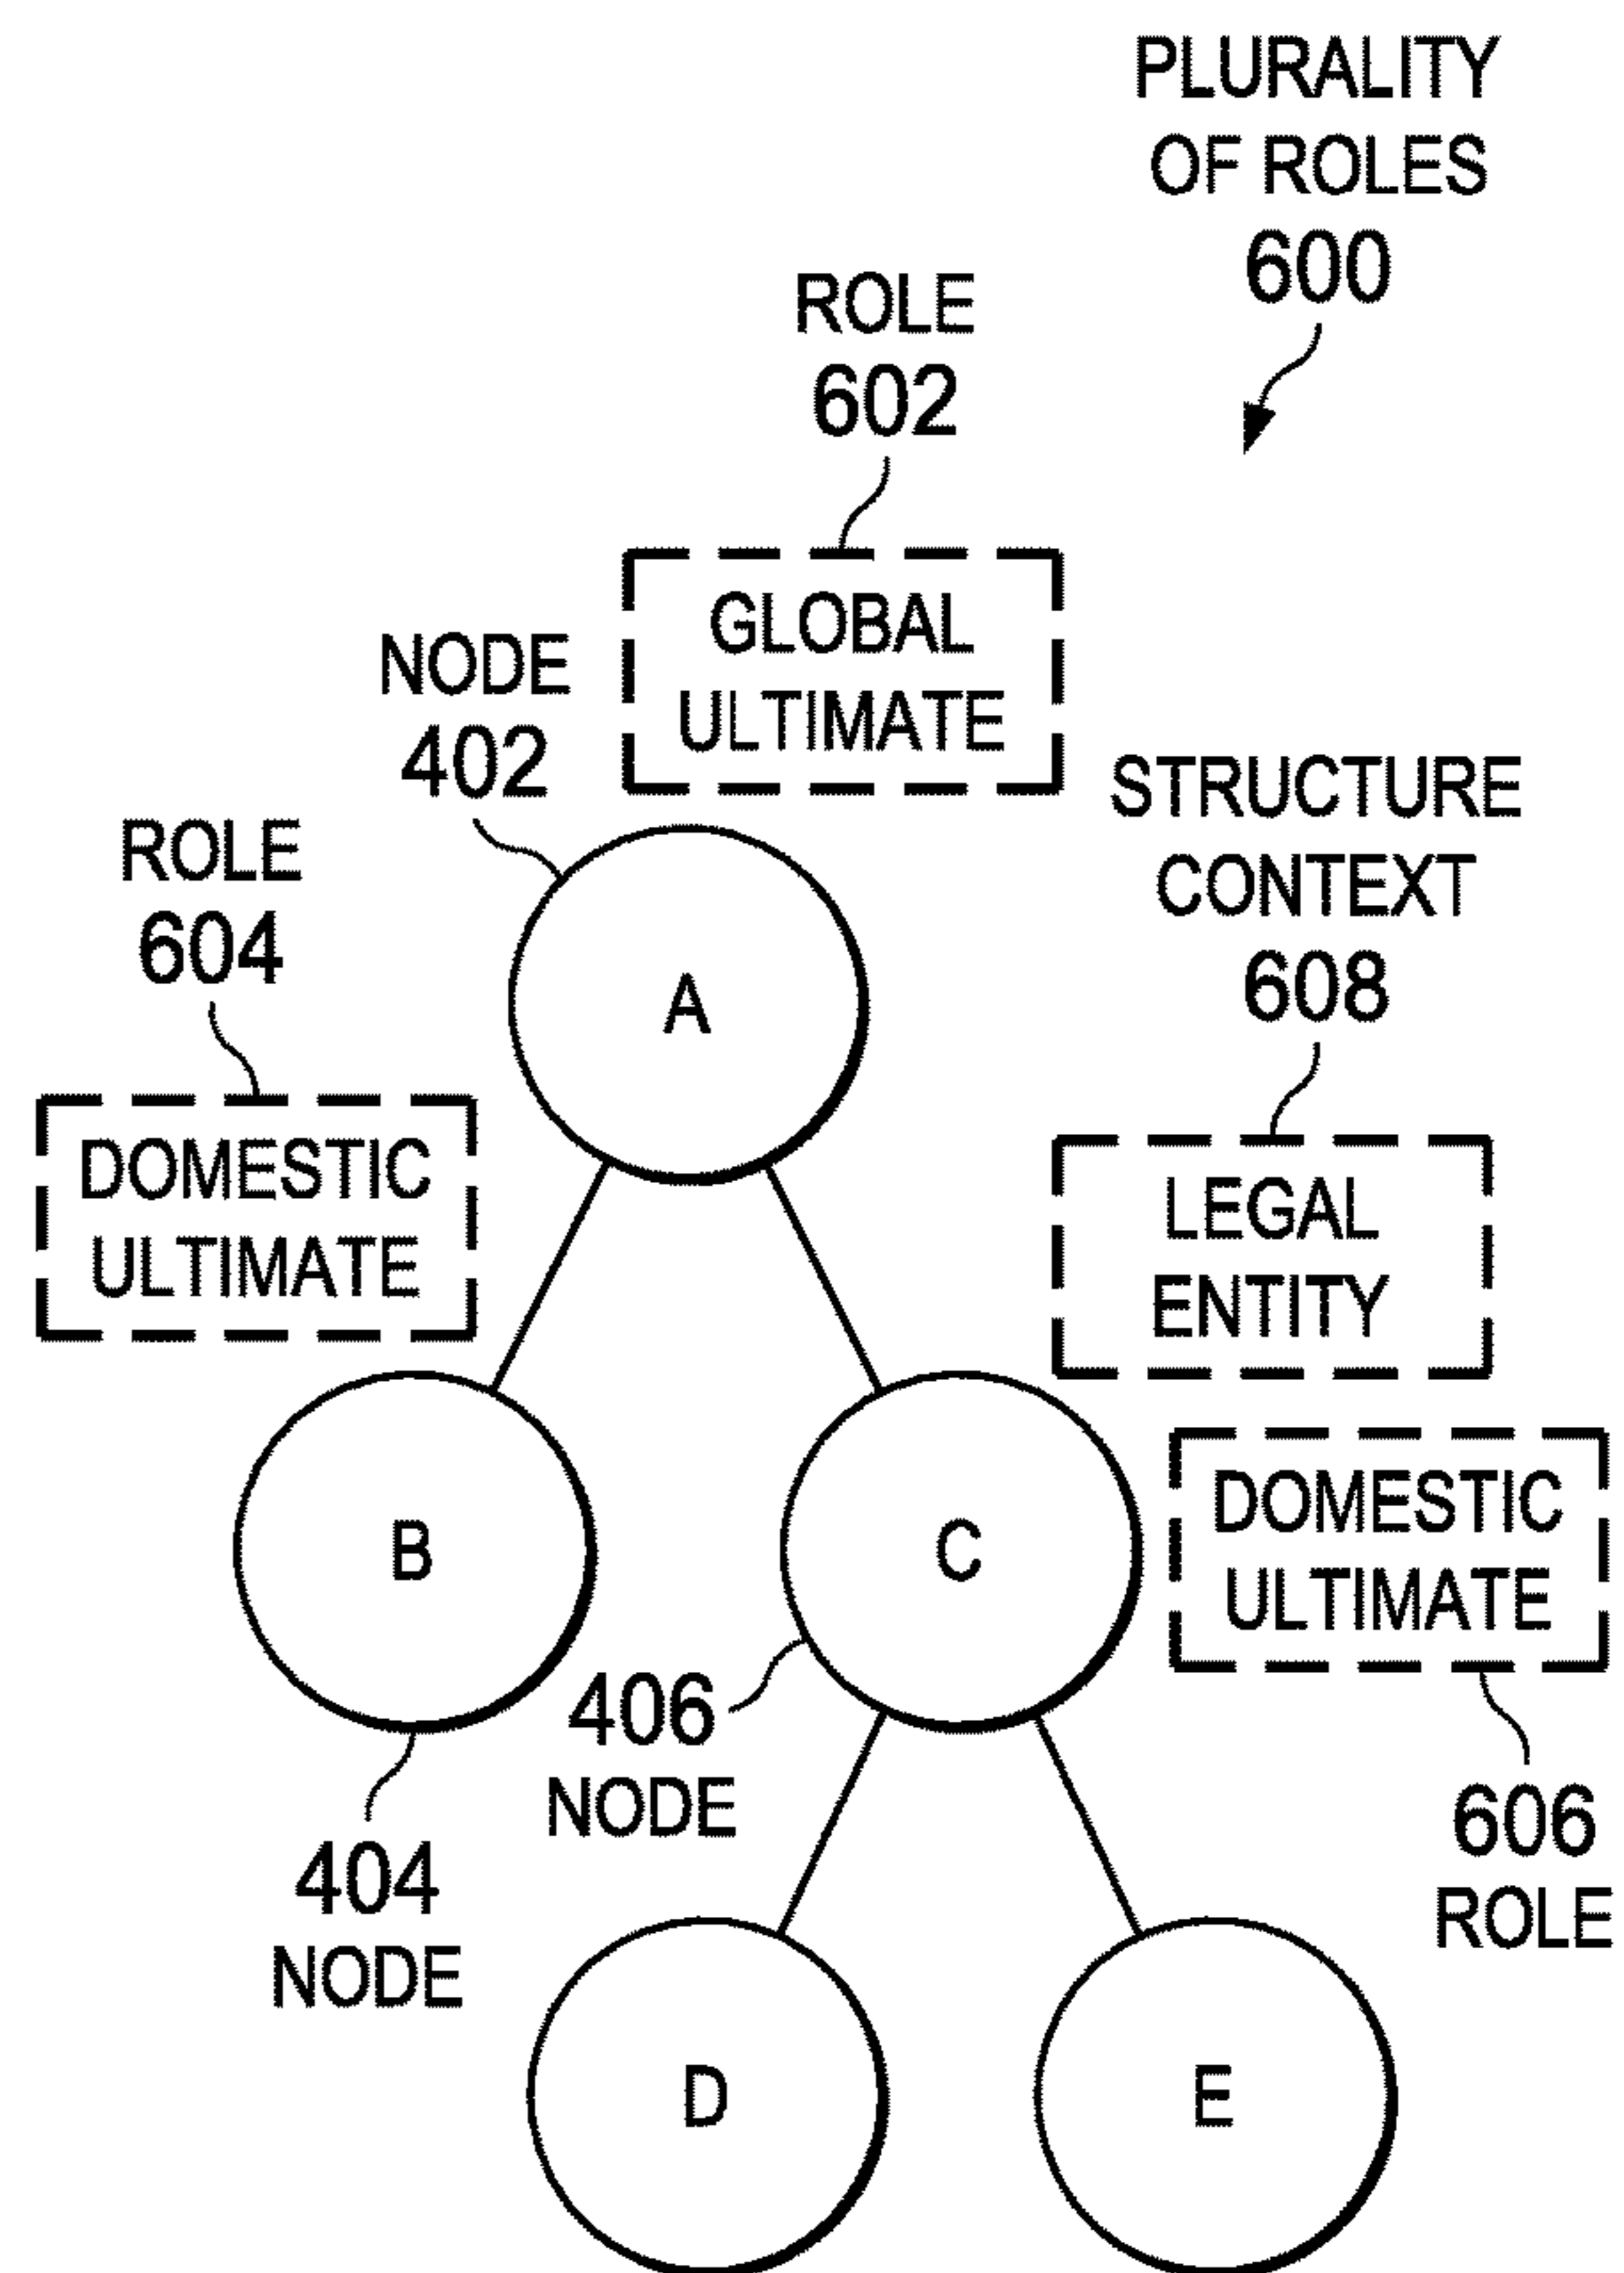 PLURALITY
OF ROLES
600
ROLE
602
GLOBAL
ULTIMATE
NODE
402
STRUCTURE
CONTEXT
608
ROLE
604
A
DOMESTIC
ULTIMATE
LEGAL
ENTITY
DOMESTIC
ULTIMATE
B
C
406
NODE
606
ROLE
404
NODE
D
E